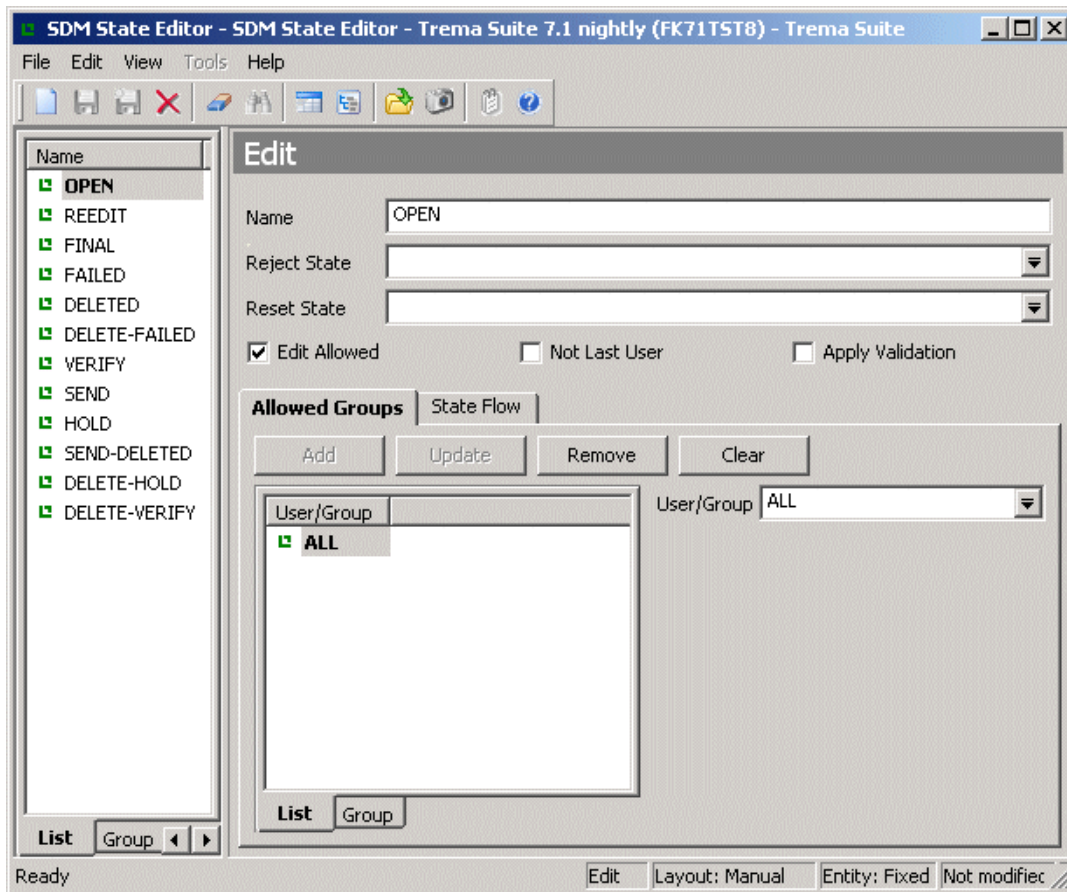 SDM State Editor - SDM State Editor - Trema Suite 7.1 nightly (FK71TST8) - Trema Suite
File Edit View Tools Help
Name
OPEN
REEDIT
FINAL
FAILED
DELETED
DELETE-FAILED
VERIFY
SEND
HOLD
SEND-DELETED
DELETE-HOLD
DELETE-VERIFY
List Group
Edit
Name OPEN
Reject State
Reset State
Edit Allowed Not Last User Apply Validation
Allowed Groups State Flow
Add Update Remove Clear
User/Group
ALL
User/Group ALL
List Group
Ready Edit Layout: Manual Entity: Fixed Not modifiec